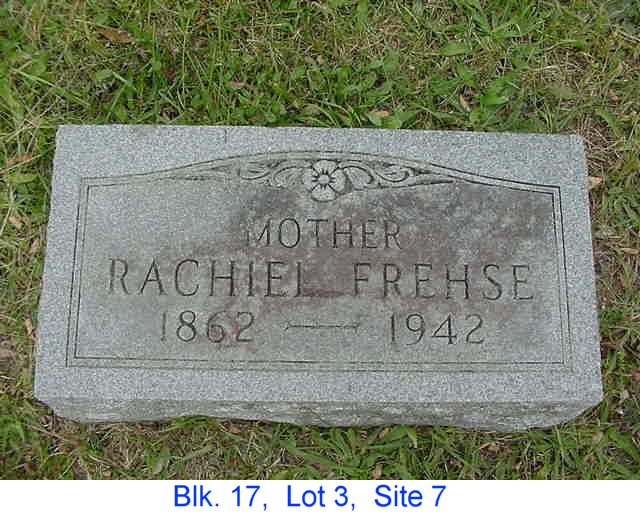 MOTHER
RACHIEL FREHSE
1862 — 1942
Blk. 17, Lot 3, Site 7